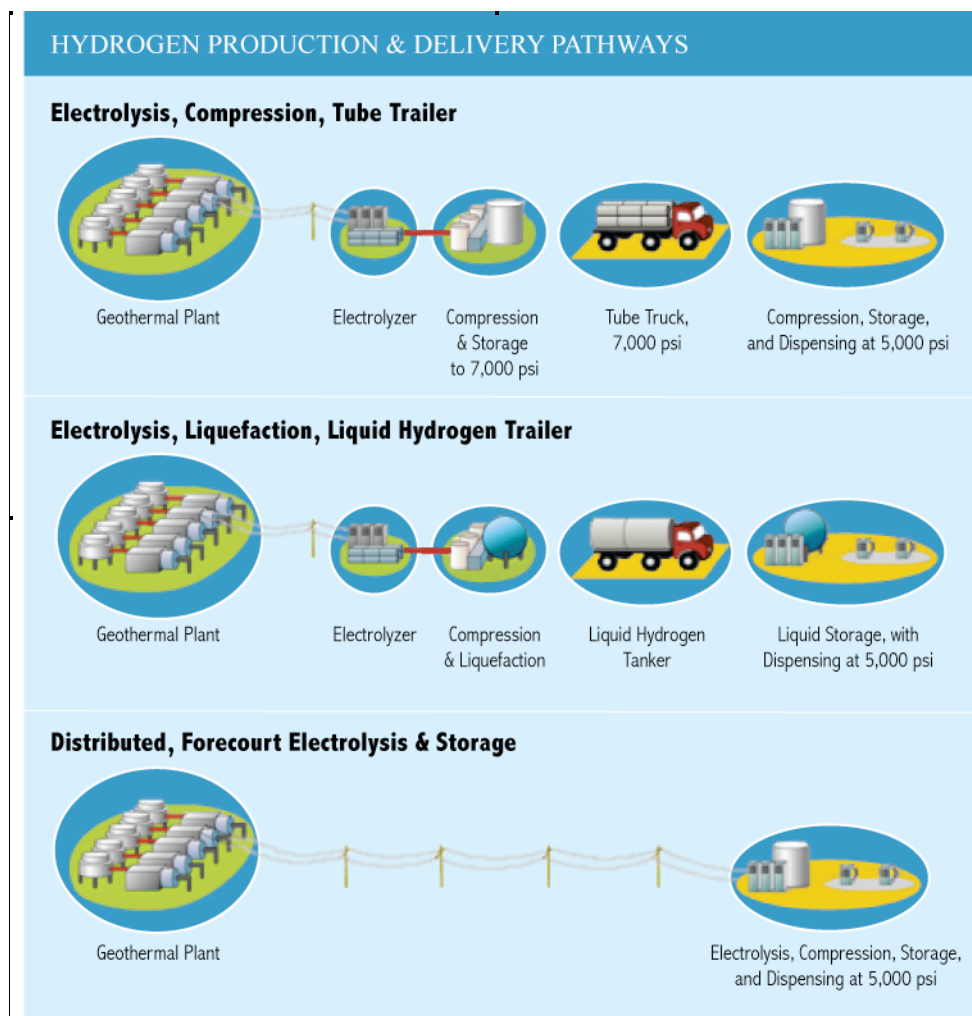 HYDROGEN PRODUCTION & DELIVERY PATHWAYS
Electrolysis, Compression, Tube Trailer
Geothermal Plant
Electrolyzer
Compression
& Storage
to 7,000 psi
Tube Truck,
7,000 psi
Compression, Storage,
and Dispensing at 5,000 psi
Electrolysis, Liquefaction, Liquid Hydrogen Trailer
Geothermal Plant
Electrolyzer
Compression
& Liquefaction
Liquid Hydrogen
Tanker
Liquid Storage, with
Dispensing at 5,000 psi
Distributed, Forecourt Electrolysis & Storage
Geothermal Plant
Electrolysis, Compression, Storage,
and Dispensing at 5,000 psi